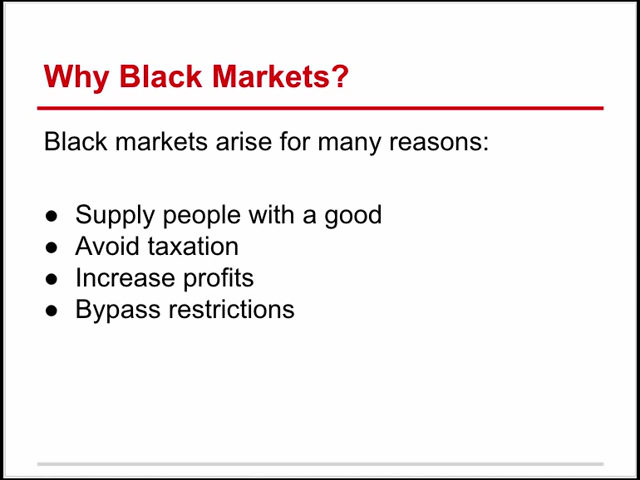 Why Black Markets?
Black markets arise for many reasons:
● Supply people with a good
● Avoid taxation
● Increase profits
● Bypass restrictions